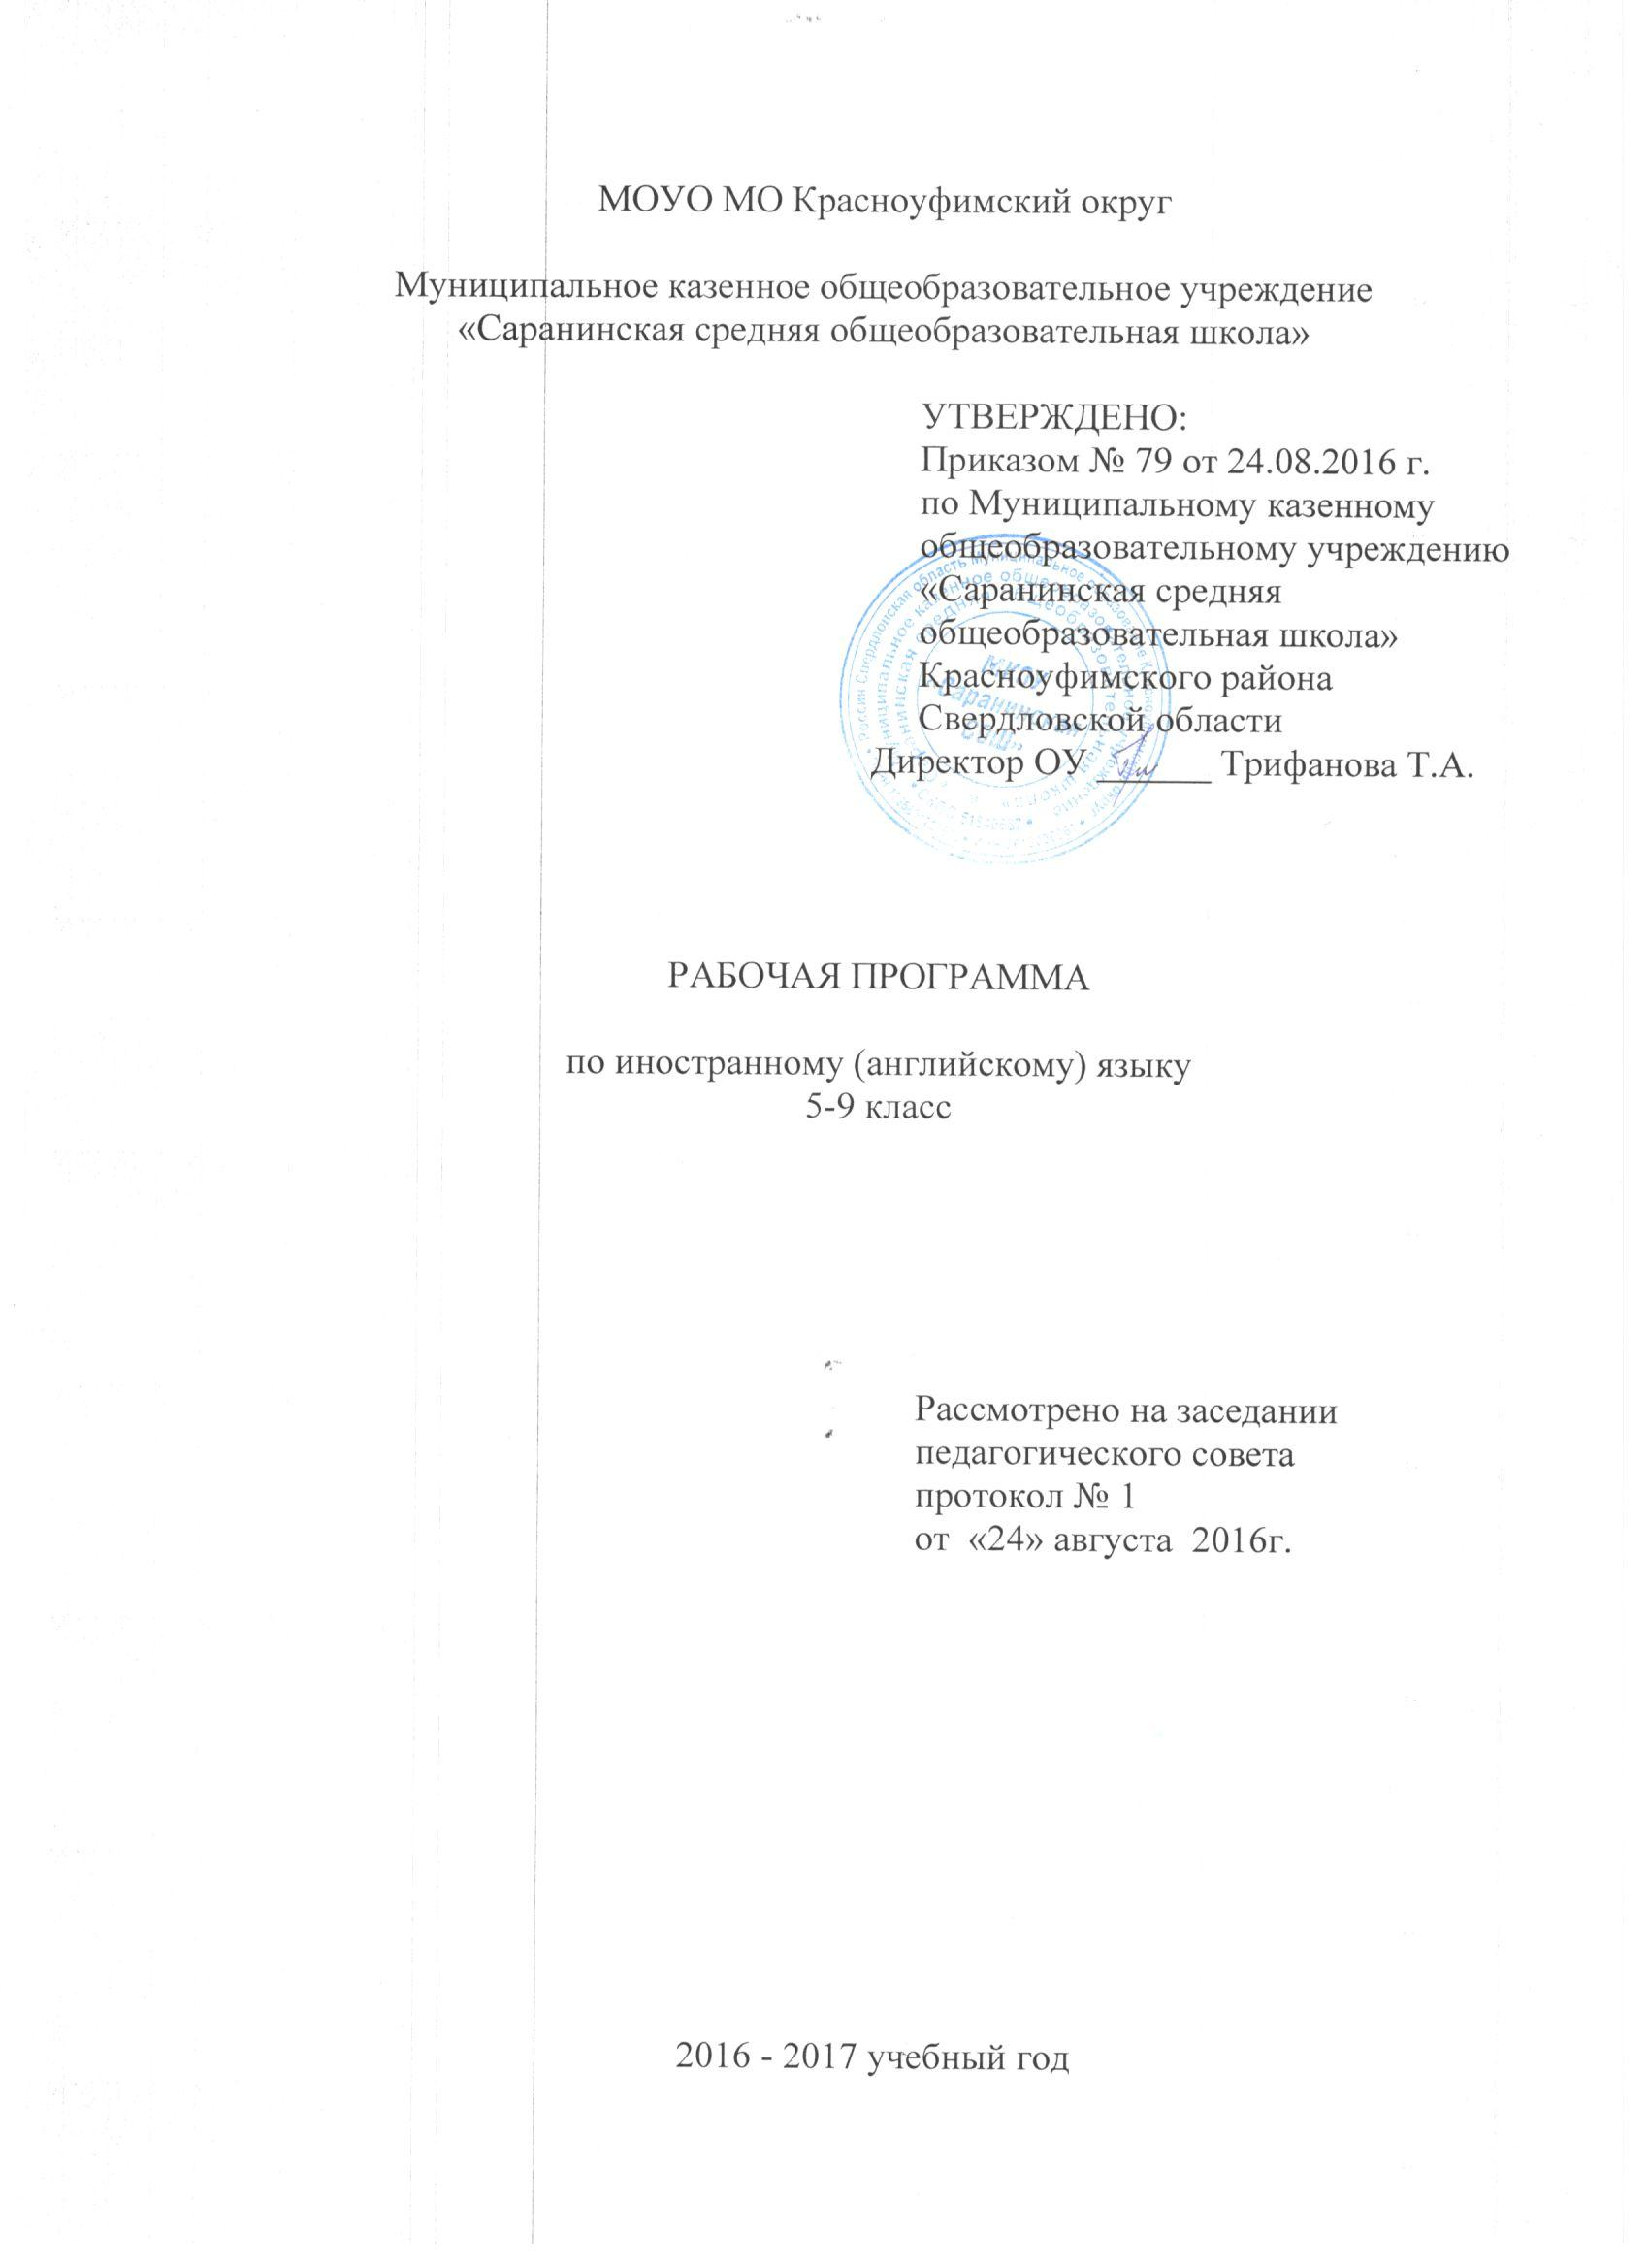 МОУО МО Красноуфимский округ
Муниципальное казенное общеобразовательное учреждение
«Саранинская средняя общеобразовательная школа»
УТВЕРЖДЕНО:
Приказом № 79 от 24.08.2016 г.
по Муниципальному казенному
общеобразовательному учреждению
«Саранинская средняя
общеобразовательная школа»
Красноуфимского района
Свердловской области
Директор ОУ ______ Трифанова Т.А.
РАБОЧАЯ ПРОГРАММА
по иностранному (английскому) языку
5-9 класс
Рассмотрено на заседании
педагогического совета
протокол № 1
от «24» августа 2016г.
2016 - 2017 учебный год